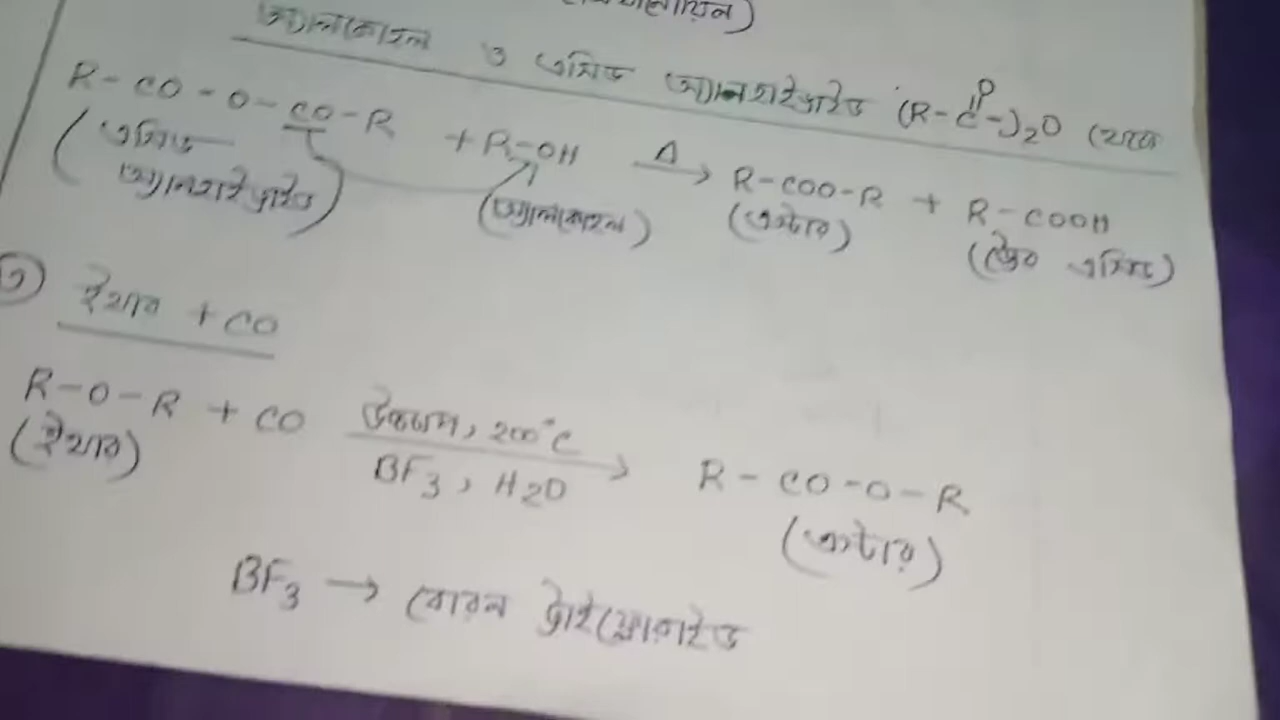 অ্যালকোহল ও এসিড অ্যানহাইড্রাইড (R-C-)₂O (যাকে
O
R-CO-O-CO-R + R-OH Δ→ R-COO-R + R-COOH
(এসিড অ্যানহাইড্রাইড) (অ্যালকোহল) (এস্টার) (জৈব এসিড)
ইথার + CO
R-O-R + CO উচ্চচাপ, 200°C → R-CO-O-R
BF₃, H₂O
(ইথার) (এস্টার)
BF₃ → বোরন ট্রাইফ্লোরাইড